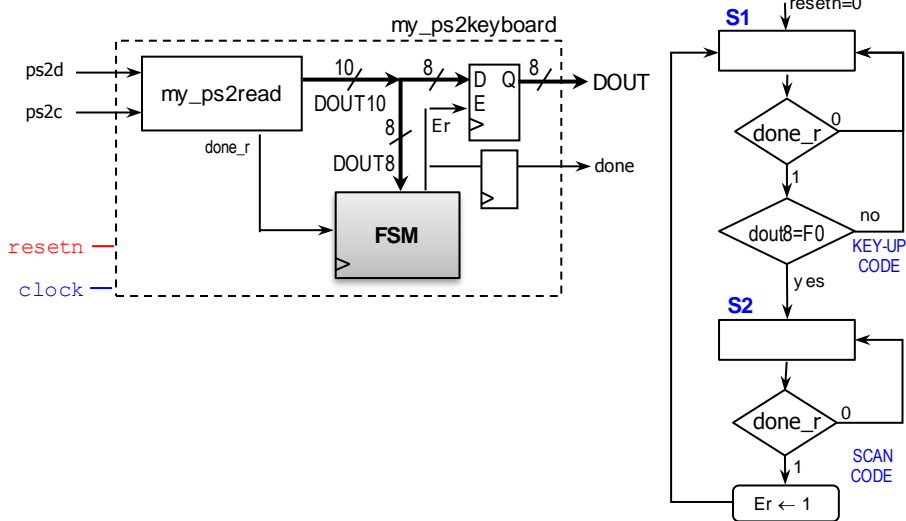 my_ps2keyboard
ps2d
ps2c
my_ps2read
done_r
10
DOUT10
8
DOUT8
8
Er
D
Q
E
8
DOUT
done
FSM
resetn
clock
resetn=0
S1
done_r
0
1
dout8=F0
no
KEY-UP
CODE
yes
S2
done_r
0
1
SCAN
CODE
Er ← 1